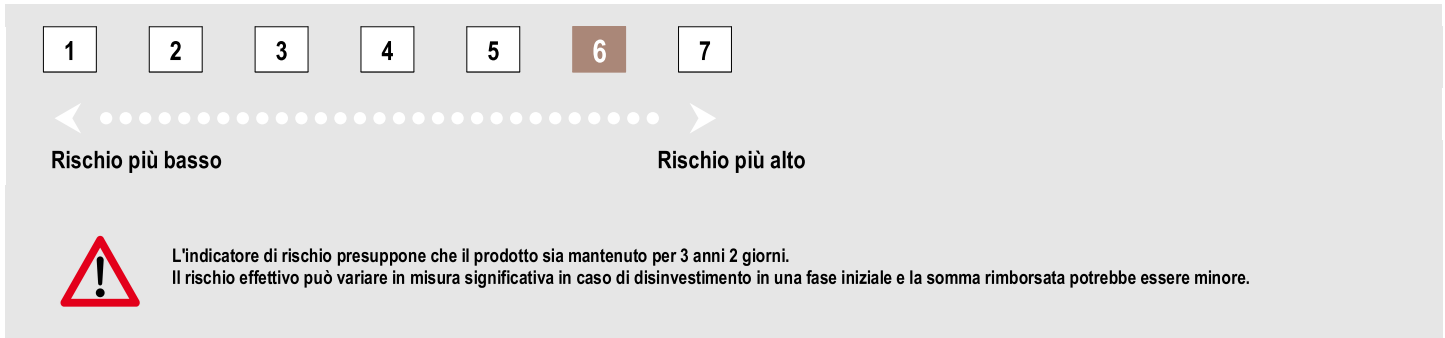 1 2 3 4 5 6 7
Rischio più basso Rischio più alto
L'indicatore di rischio presuppone che il prodotto sia mantenuto per 3 anni 2 giorni.
Il rischio effettivo può variare in misura significativa in caso di disinvestimento in una fase iniziale e la somma rimborsata potrebbe essere minore.